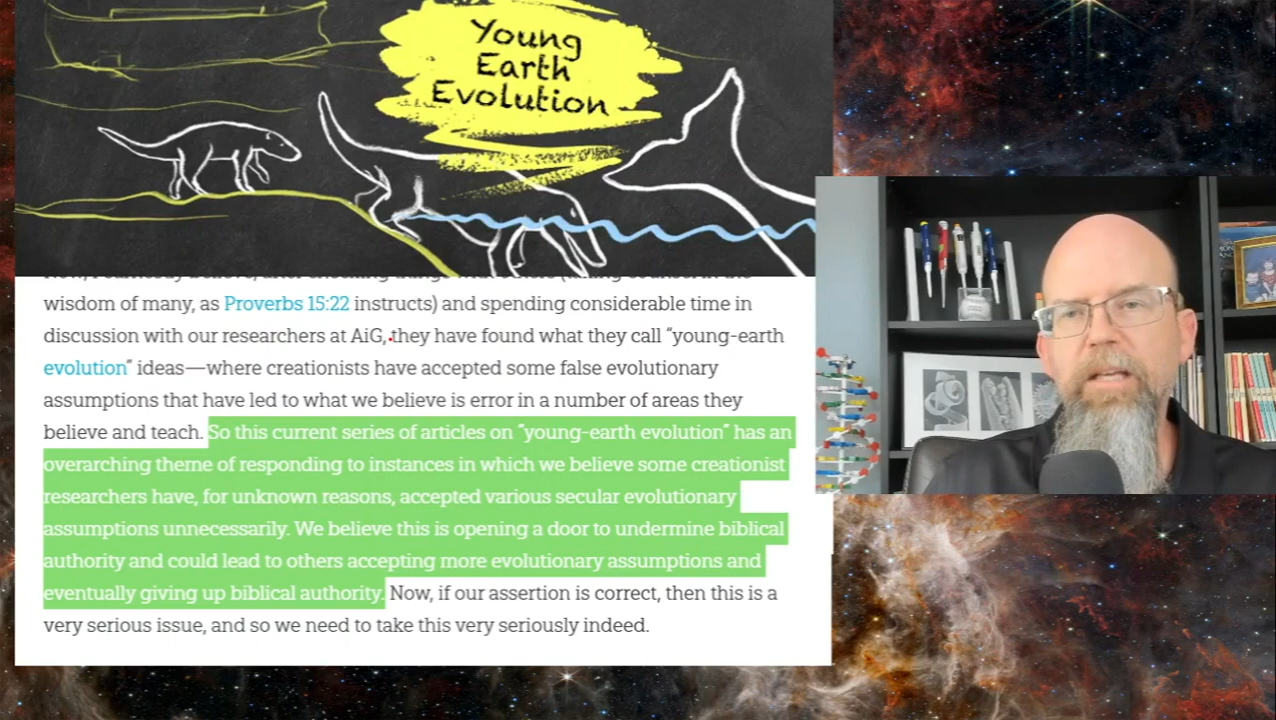 Young
Earth
Evolution
wisdom of many, as Proverbs 15:22 instructs) and spending considerable time in
discussion with our researchers at AiG, they have found what they call “young-earth
evolution” ideas—where creationists have accepted some false evolutionary
assumptions that have led to what we believe is error in a number of areas they
believe and teach. So this current series of articles on “young-earth evolution” has an
overarching theme of responding to instances in which we believe some creationist
researchers have, for unknown reasons, accepted various secular evolutionary
assumptions unnecessarily. We believe this is opening a door to undermine biblical
authority and could lead to others accepting more evolutionary assumptions and
eventually giving up biblical authority. Now, if our assertion is correct, then this is a
very serious issue, and so we need to take this very seriously indeed.